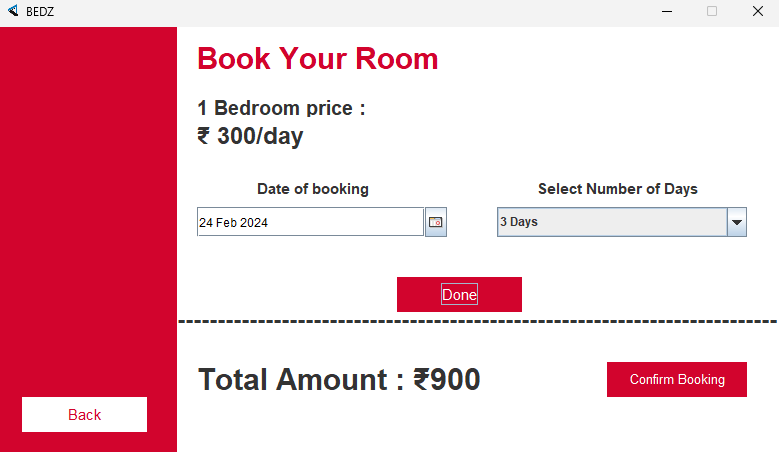 BEDZ
Book Your Room
1 Bedroom price :
₹ 300/day
Date of booking
Select Number of Days
24 Feb 2024
3 Days
Done
Total Amount : ₹900
Confirm Booking
Back